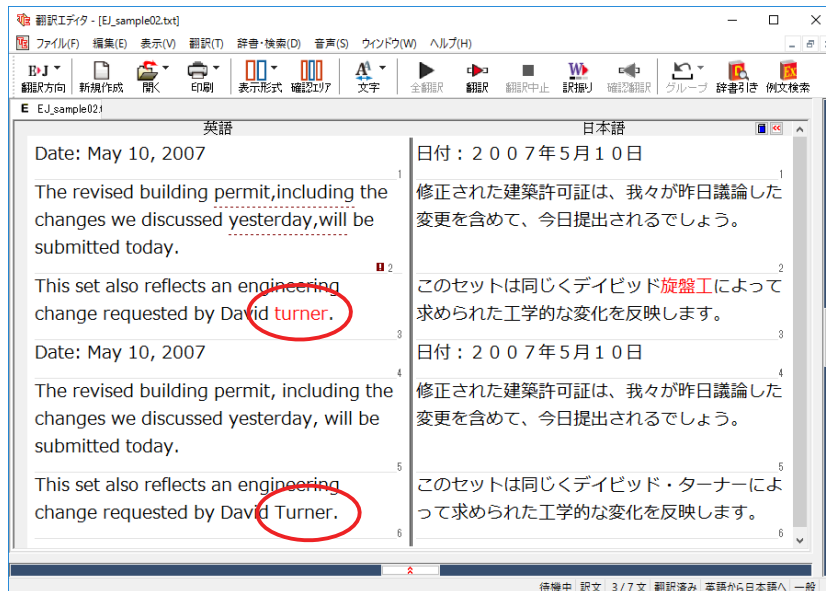 翻訳エディタ - [EJ_sample02.txt]
ファイル(F) 編集(E) 表示(V) 翻訳(T) 辞書・検索(D) 音声(S) ウィンドウ(W) ヘルプ(H)
翻訳方向 新規作成 開く 印刷 表示形式 確認エリア 文字 全翻訳 翻訳 翻訳中止 訳振り 確認翻訳 グループ 辞書引き 例文検索
E EJ_sample02.t
英語 日本語
Date: May 10, 2007
1
日付：２００７年５月１０日
1
The revised building permit,including the
changes we discussed yesterday,will be
submitted today.
2
修正された建築許可証は、我々が昨日議論した
変更を含めて、今日提出されるでしょう。
2
This set also reflects an engineering
change requested by David turner.
3
このセットは同じくデイビッド旋盤工によって
求められた工学的な変化を反映します。
3
Date: May 10, 2007
4
日付：２００７年５月１０日
4
The revised building permit, including the
changes we discussed yesterday, will be
submitted today.
5
修正された建築許可証は、我々が昨日議論した
変更を含めて、今日提出されるでしょう。
5
This set also reflects an engineering
change requested by David Turner.
6
このセットは同じくデイビッド・ターナーによ
って求められた工学的な変化を反映します。
6
待機中 訳文 3/7文 翻訳済み 英語から日本語へ 一般